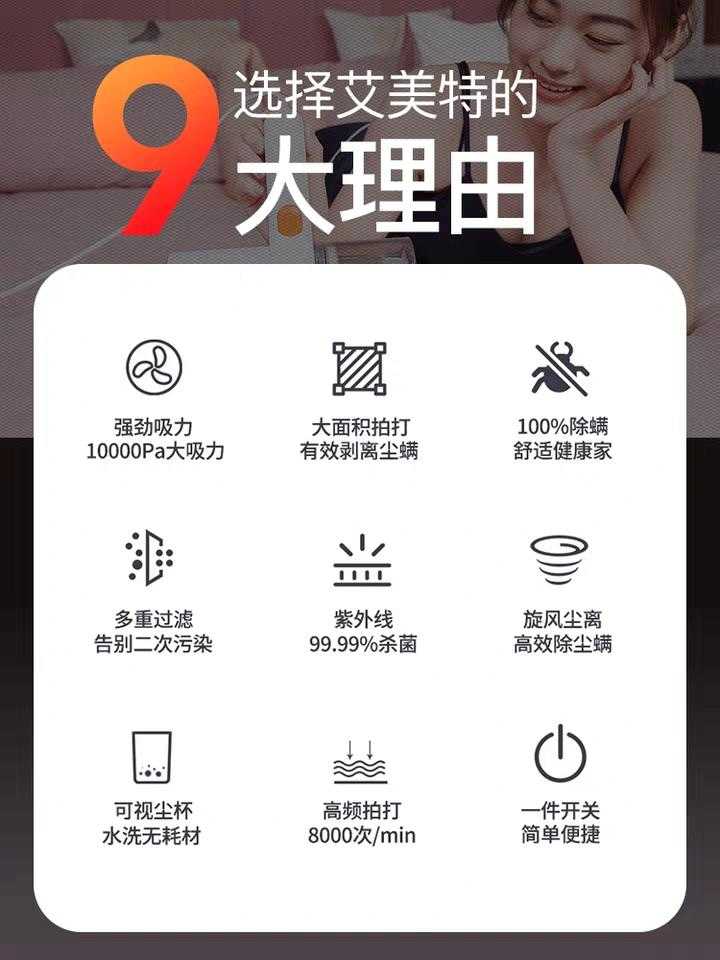 9
选择艾美特的
大理由
强劲吸力
10000Pa大吸力
大面积拍打
有效剥离尘螨
100%除螨
舒适健康家
多重过滤
告别二次污染
紫外线
99.99%杀菌
旋风尘离
高效除尘螨
可视尘杯
水洗无耗材
高频拍打
8000次/min
一件开关
简单便捷